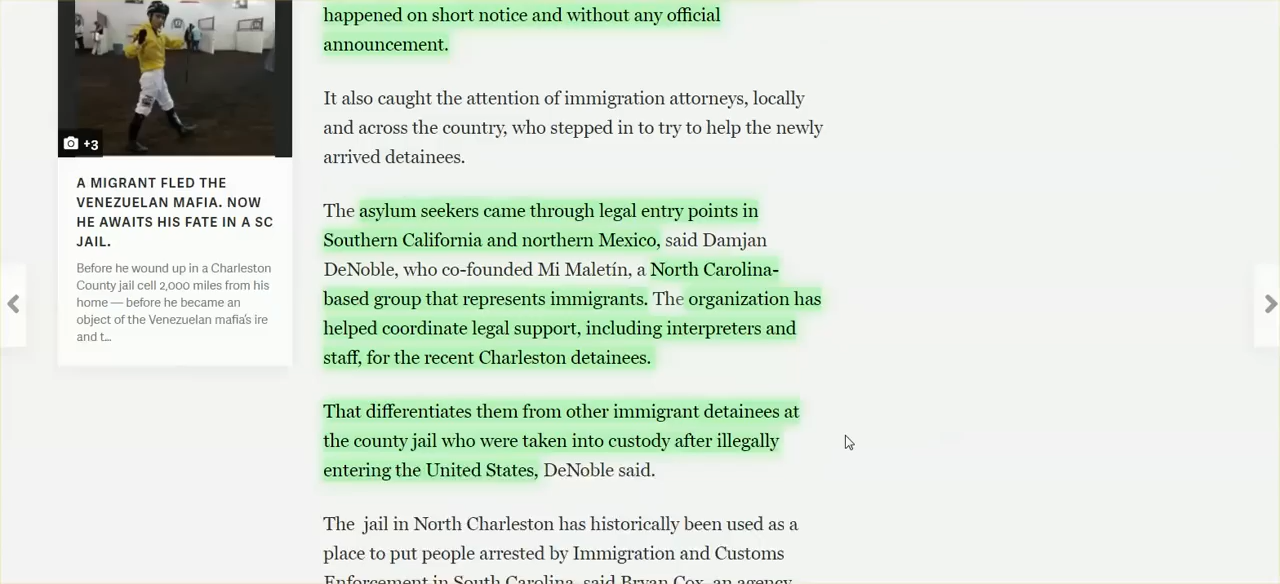 +3
A MIGRANT FLED THE
VENEZUELAN MAFIA. NOW
HE AWAITS HIS FATE IN A SC
JAIL.
Before he wound up in a Charleston
County jail cell 2,000 miles from his
home — before he became an
object of the Venezuelan mafia's ire
and t...
happened on short notice and without any official
announcement.
It also caught the attention of immigration attorneys, locally
and across the country, who stepped in to try to help the newly
arrived detainees.
The asylum seekers came through legal entry points in
Southern California and northern Mexico, said Damjan
DeNoble, who co-founded Mi Maletín, a North Carolina-
based group that represents immigrants. The organization has
helped coordinate legal support, including interpreters and
staff, for the recent Charleston detainees.
That differentiates them from other immigrant detainees at
the county jail who were taken into custody after illegally
entering the United States, DeNoble said.
The jail in North Charleston has historically been used as a
place to put people arrested by Immigration and Customs
Enforcement in South Carolina, said Bryan Cox, an agency